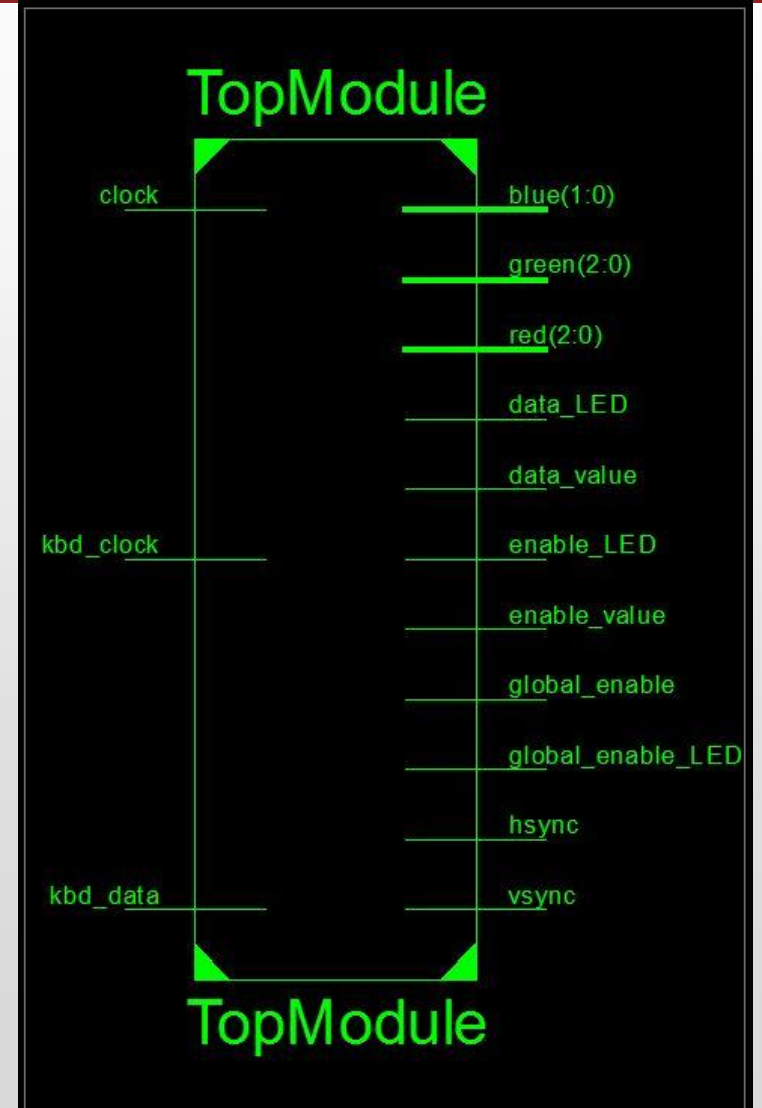 TopModule
clock
blue(1:0)
green(2:0)
red(2:0)
data_LED
data_value
kbd_clock
enable_LED
enable_value
global_enable
global_enable_LED
hsync
kbd_data
vsync
TopModule